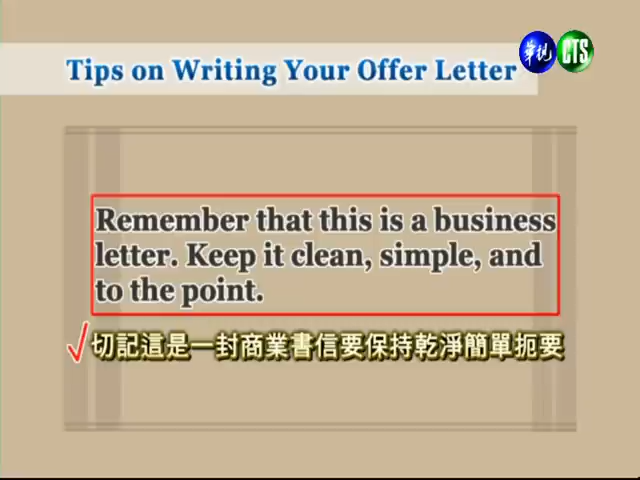 Tips on Writing Your Offer Letter
華視 CTS
Remember that this is a business
letter. Keep it clean, simple, and
to the point.
切記這是一封商業書信要保持乾淨簡單扼要